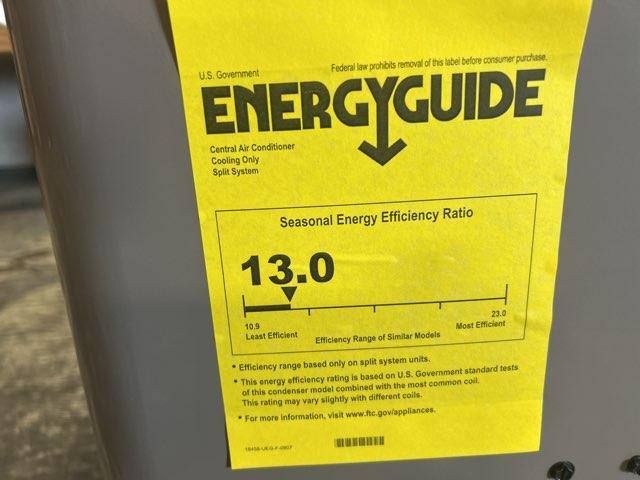 U.S. Government
Federal law prohibits removal of this label before consumer purchase.
ENERGYGUIDE
Central Air Conditioner
Cooling Only
Split System
Seasonal Energy Efficiency Ratio
13.0
10.9
Least Efficient
Efficiency Range of Similar Models
23.0
Most Efficient
• Efficiency range based only on split system units.
• This energy efficiency rating is based on U.S. Government standard tests
of this condenser model combined with the most common coil.
This rating may vary slightly with different coils.
• For more information, visit www.ftc.gov/appliances.